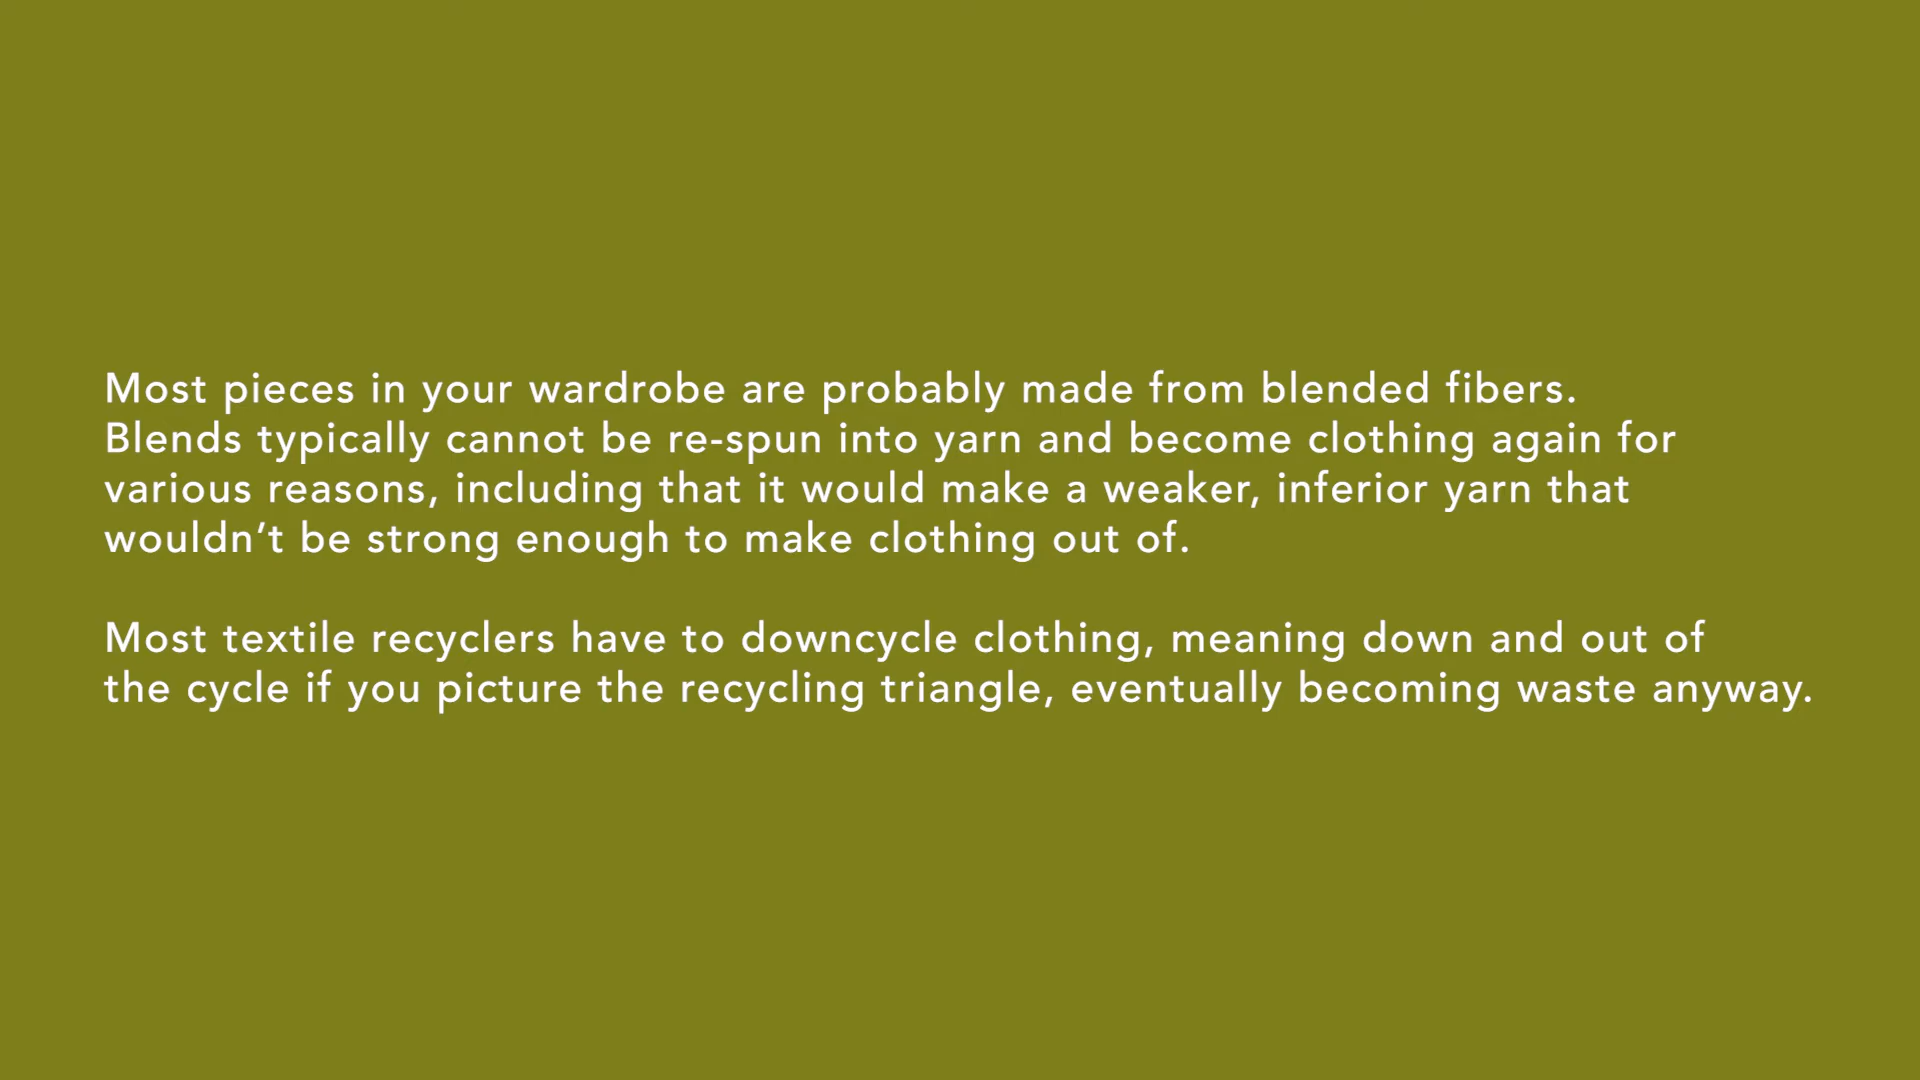 Most pieces in your wardrobe are probably made from blended fibers.
Blends typically cannot be re-spun into yarn and become clothing again for
various reasons, including that it would make a weaker, inferior yarn that
wouldn’t be strong enough to make clothing out of.
Most textile recyclers have to downcycle clothing, meaning down and out of
the cycle if you picture the recycling triangle, eventually becoming waste anyway.